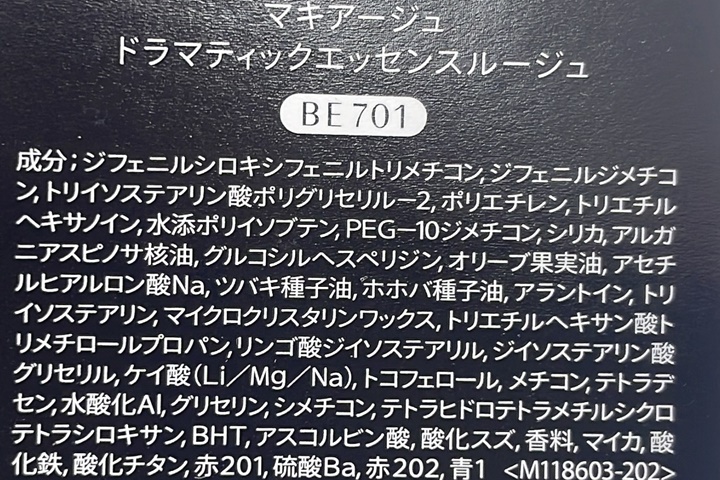 マキアージュ
ドラマティックエッセンスルージュ
BE 701
成分；ジフェニルシロキシフェニルトリメチコン, ジフェニルジメチコ
ン, トリイソステアリン酸ポリグリセリル－2, ポリエチレン, トリエチル
ヘキサノイン, 水添ポリイソブテン, PEG－10ジメチコン, シリカ, アルガ
ニアスピノサ核油, グルコシルヘスペリジン, オリーブ果実油, アセチ
ルヒアルロン酸Na, ツバキ種子油, ホホバ種子油, アラントイン, トリ
イソステアリン, マイクロクリスタリンワックス, トリエチルヘキサン酸ト
リメチロールプロパン, リンゴ酸ジイソステアリル, ジイソステアリン酸
グリセリル, ケイ酸（Li／Mg／Na）, トコフェロール, メチコン, テトラデ
セン, 水酸化Al, グリセリン, シメチコン, テトラヒドロテトラメチルシクロ
テトラシロキサン, BHT, アスコルビン酸, 酸化スズ, 香料, マイカ, 酸
化鉄, 酸化チタン, 赤201, 硫酸Ba, 赤202, 青1 <M118603-202>